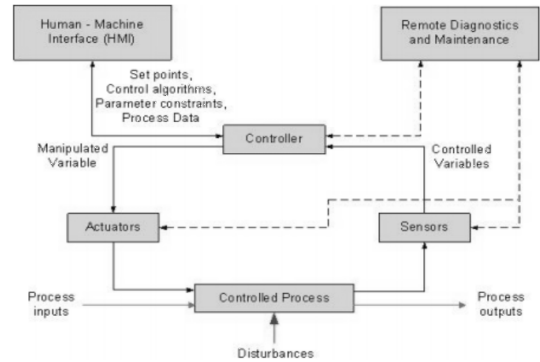 Human - Machine
Interface (HMI)
Remote Diagnostics
and Maintenance
Set points,
Control algorithms,
Parameter constraints,
Process Data
Controller
Manipulated
Variable
Controlled
Variables
Actuators
Sensors
Process
inputs
Controlled Process
Process
outputs
Disturbances